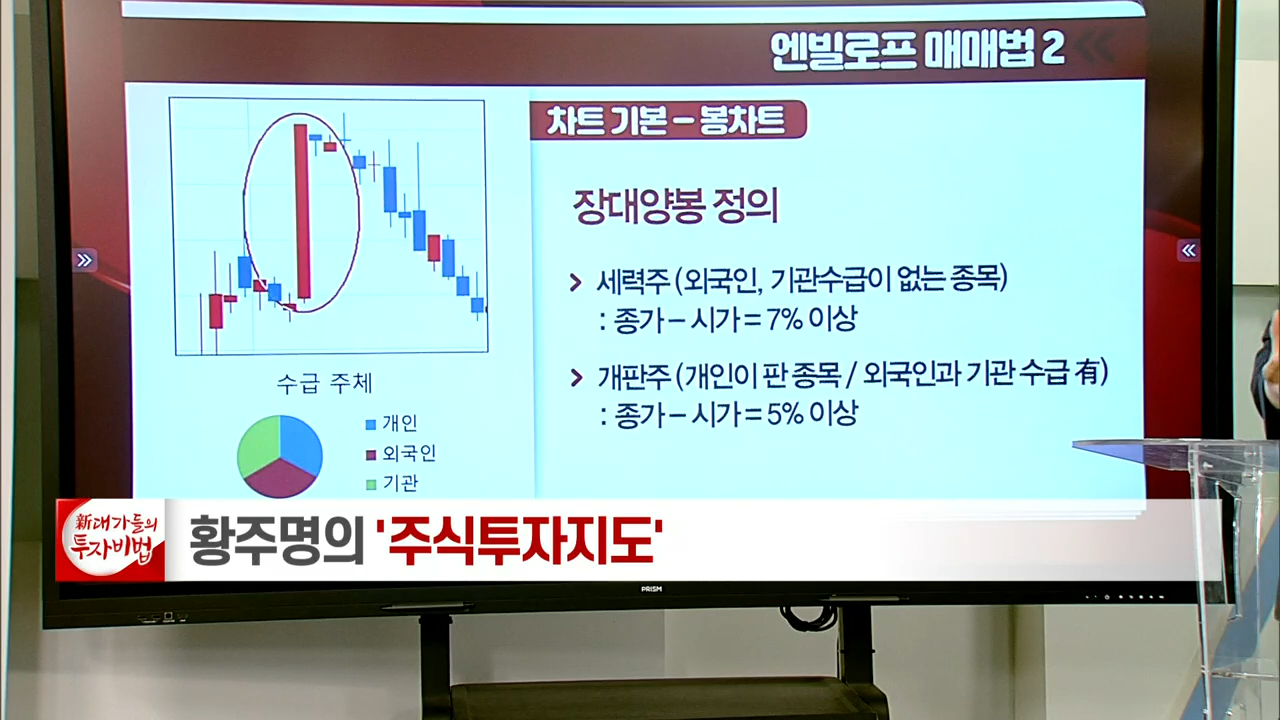 엔빌로프 매매법 2
차트 기본 - 봉차트
장대양봉 정의
세력주 (외국인, 기관수급이 없는 종목)
: 종가 - 시가 = 7% 이상
개판주 (개인이 판 종목 / 외국인과 기관 수급 有)
: 종가 - 시가 = 5% 이상
수급 주체
개인
외국인
기관
新대가들의
투자비법
황주명의 '주식투자지도'
PRISM